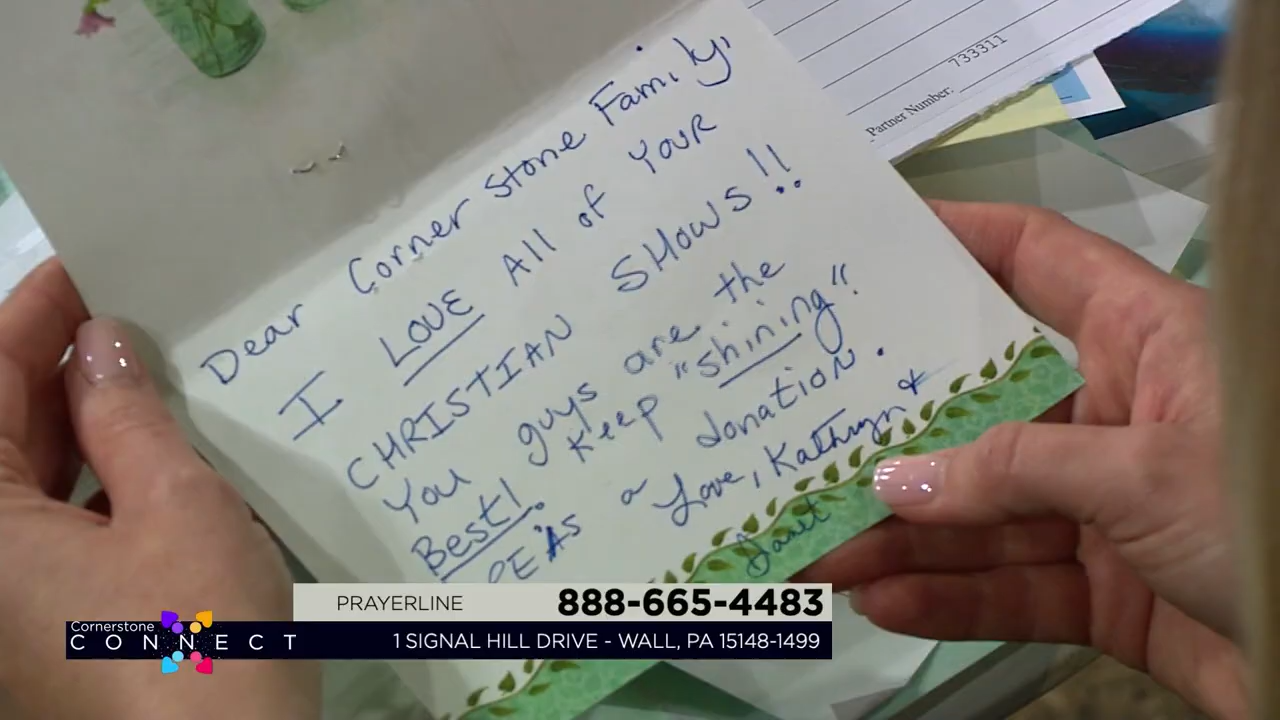 Dear Corner Stone Family,
I LOVE All of Your
CHRISTIAN SHOWS!!
You guys are the
Best! Keep "shining".
a donation.
Love, Kathryn &
Janet
Partner Number: 733311
PRAYERLINE 888-665-4483
Cornerstone
CONNECT
1 SIGNAL HILL DRIVE - WALL, PA 15148-1499